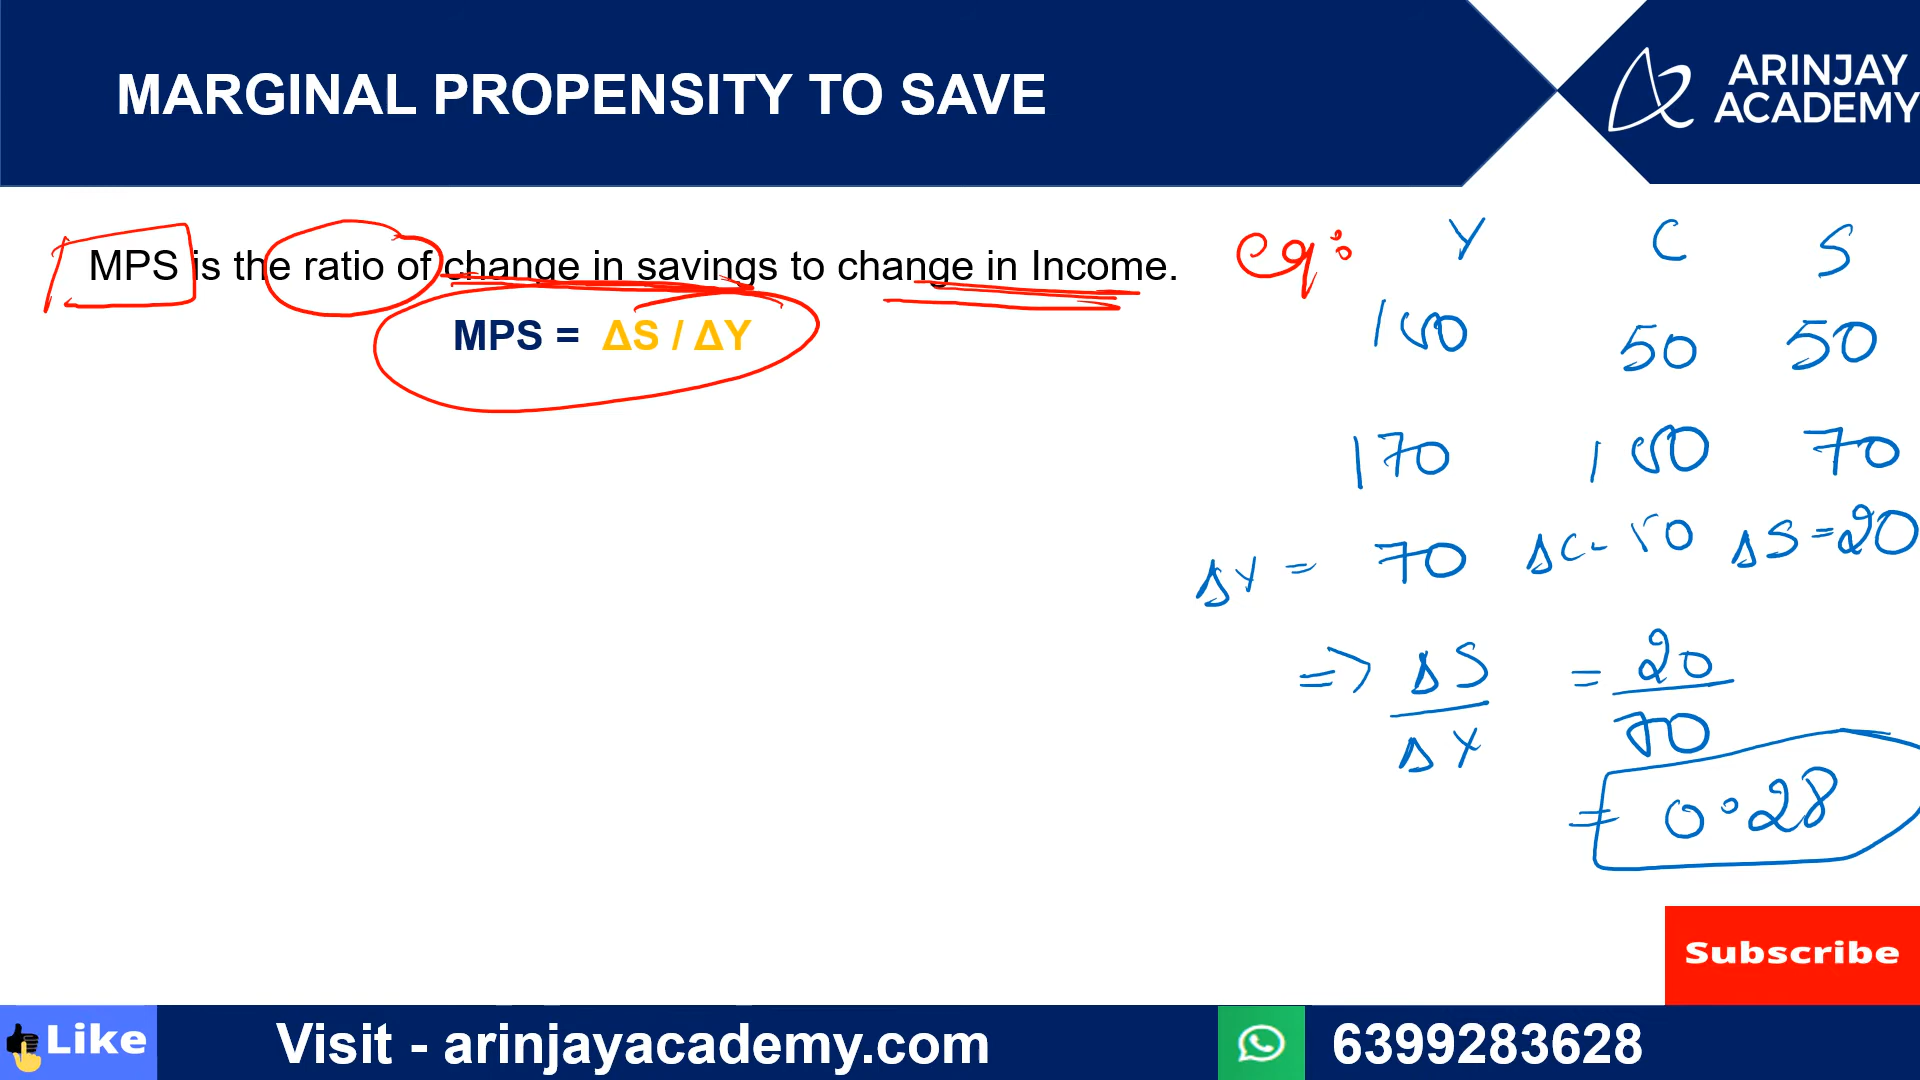 MARGINAL PROPENSITY TO SAVE
ARINJAY
ACADEMY
MPS is the ratio of change in savings to change in Income.
MPS = ΔS / ΔY
eg:
Y C S
100 50 50
170 100 70
ΔY = 70 ΔC = 50 ΔS = 20
=> ΔS / ΔY = 20 / 70
= 0.28
Subscribe
Like
Visit - arinjayacademy.com
6399283628